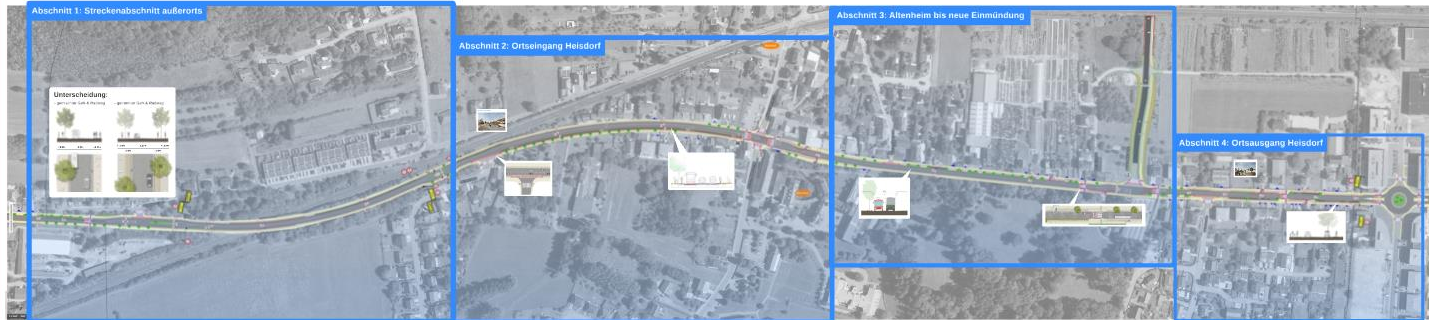 Abschnitt 1: Streckenabschnitt außerorts
Abschnitt 2: Ortseingang Heisdorf
Abschnitt 3: Altenheim bis neue Einmündung
Abschnitt 4: Ortsausgang Heisdorf
Unterscheidung: